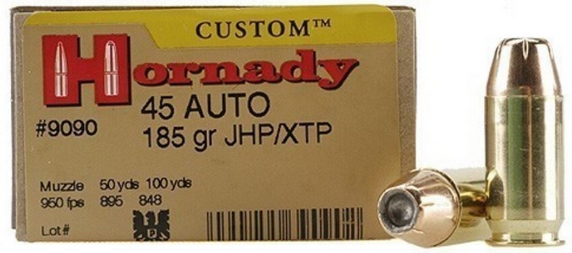 CUSTOM™
Hornady
45 AUTO
#9090
185 gr JHP/XTP
Muzzle 50 yds 100 yds
950 fps 895 848
Lot#
P